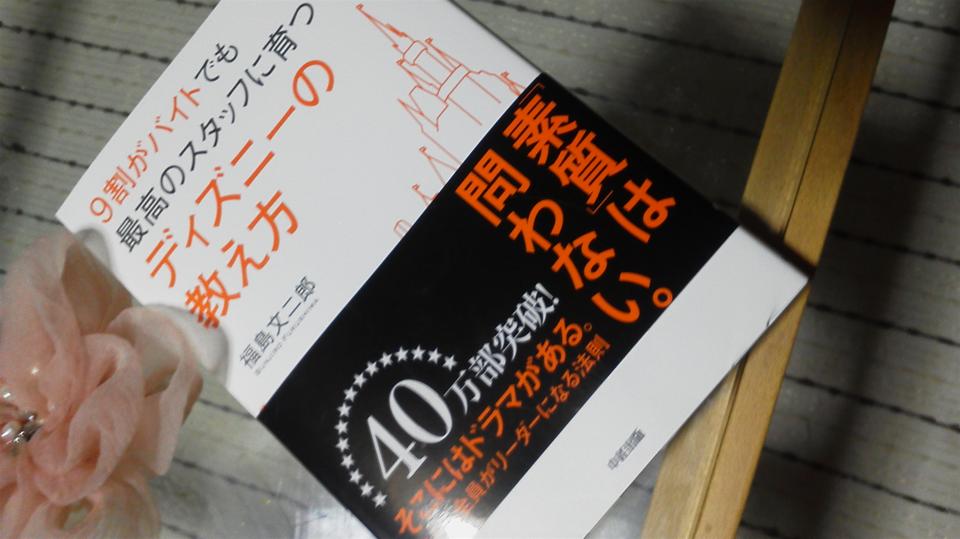 9割がバイトでも
最高のスタッフに育つ
ディズニーの
教え方
福島文二郎
「素質」は
問わない。
40万部突破!
そこにはドラマがある。
全員がリーダーになる法則
中経出版